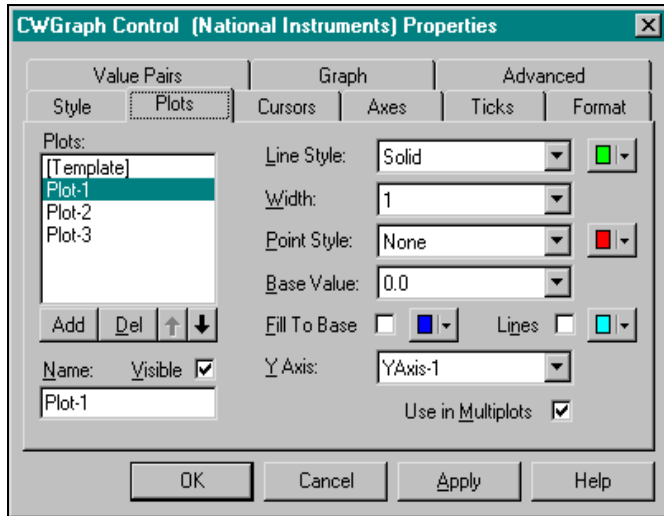 CWGraph Control (National Instruments) Properties
Value Pairs Graph Advanced
Style Plots Cursors Axes Ticks Format
Plots:
[Template]
Plot-1
Plot-2
Plot-3
Add Del
Name: Visible
Plot-1
Line Style: Solid
Width: 1
Point Style: None
Base Value: 0.0
Fill To Base Lines
Y Axis: YAxis-1
Use in Multiplots
OK Cancel Apply Help